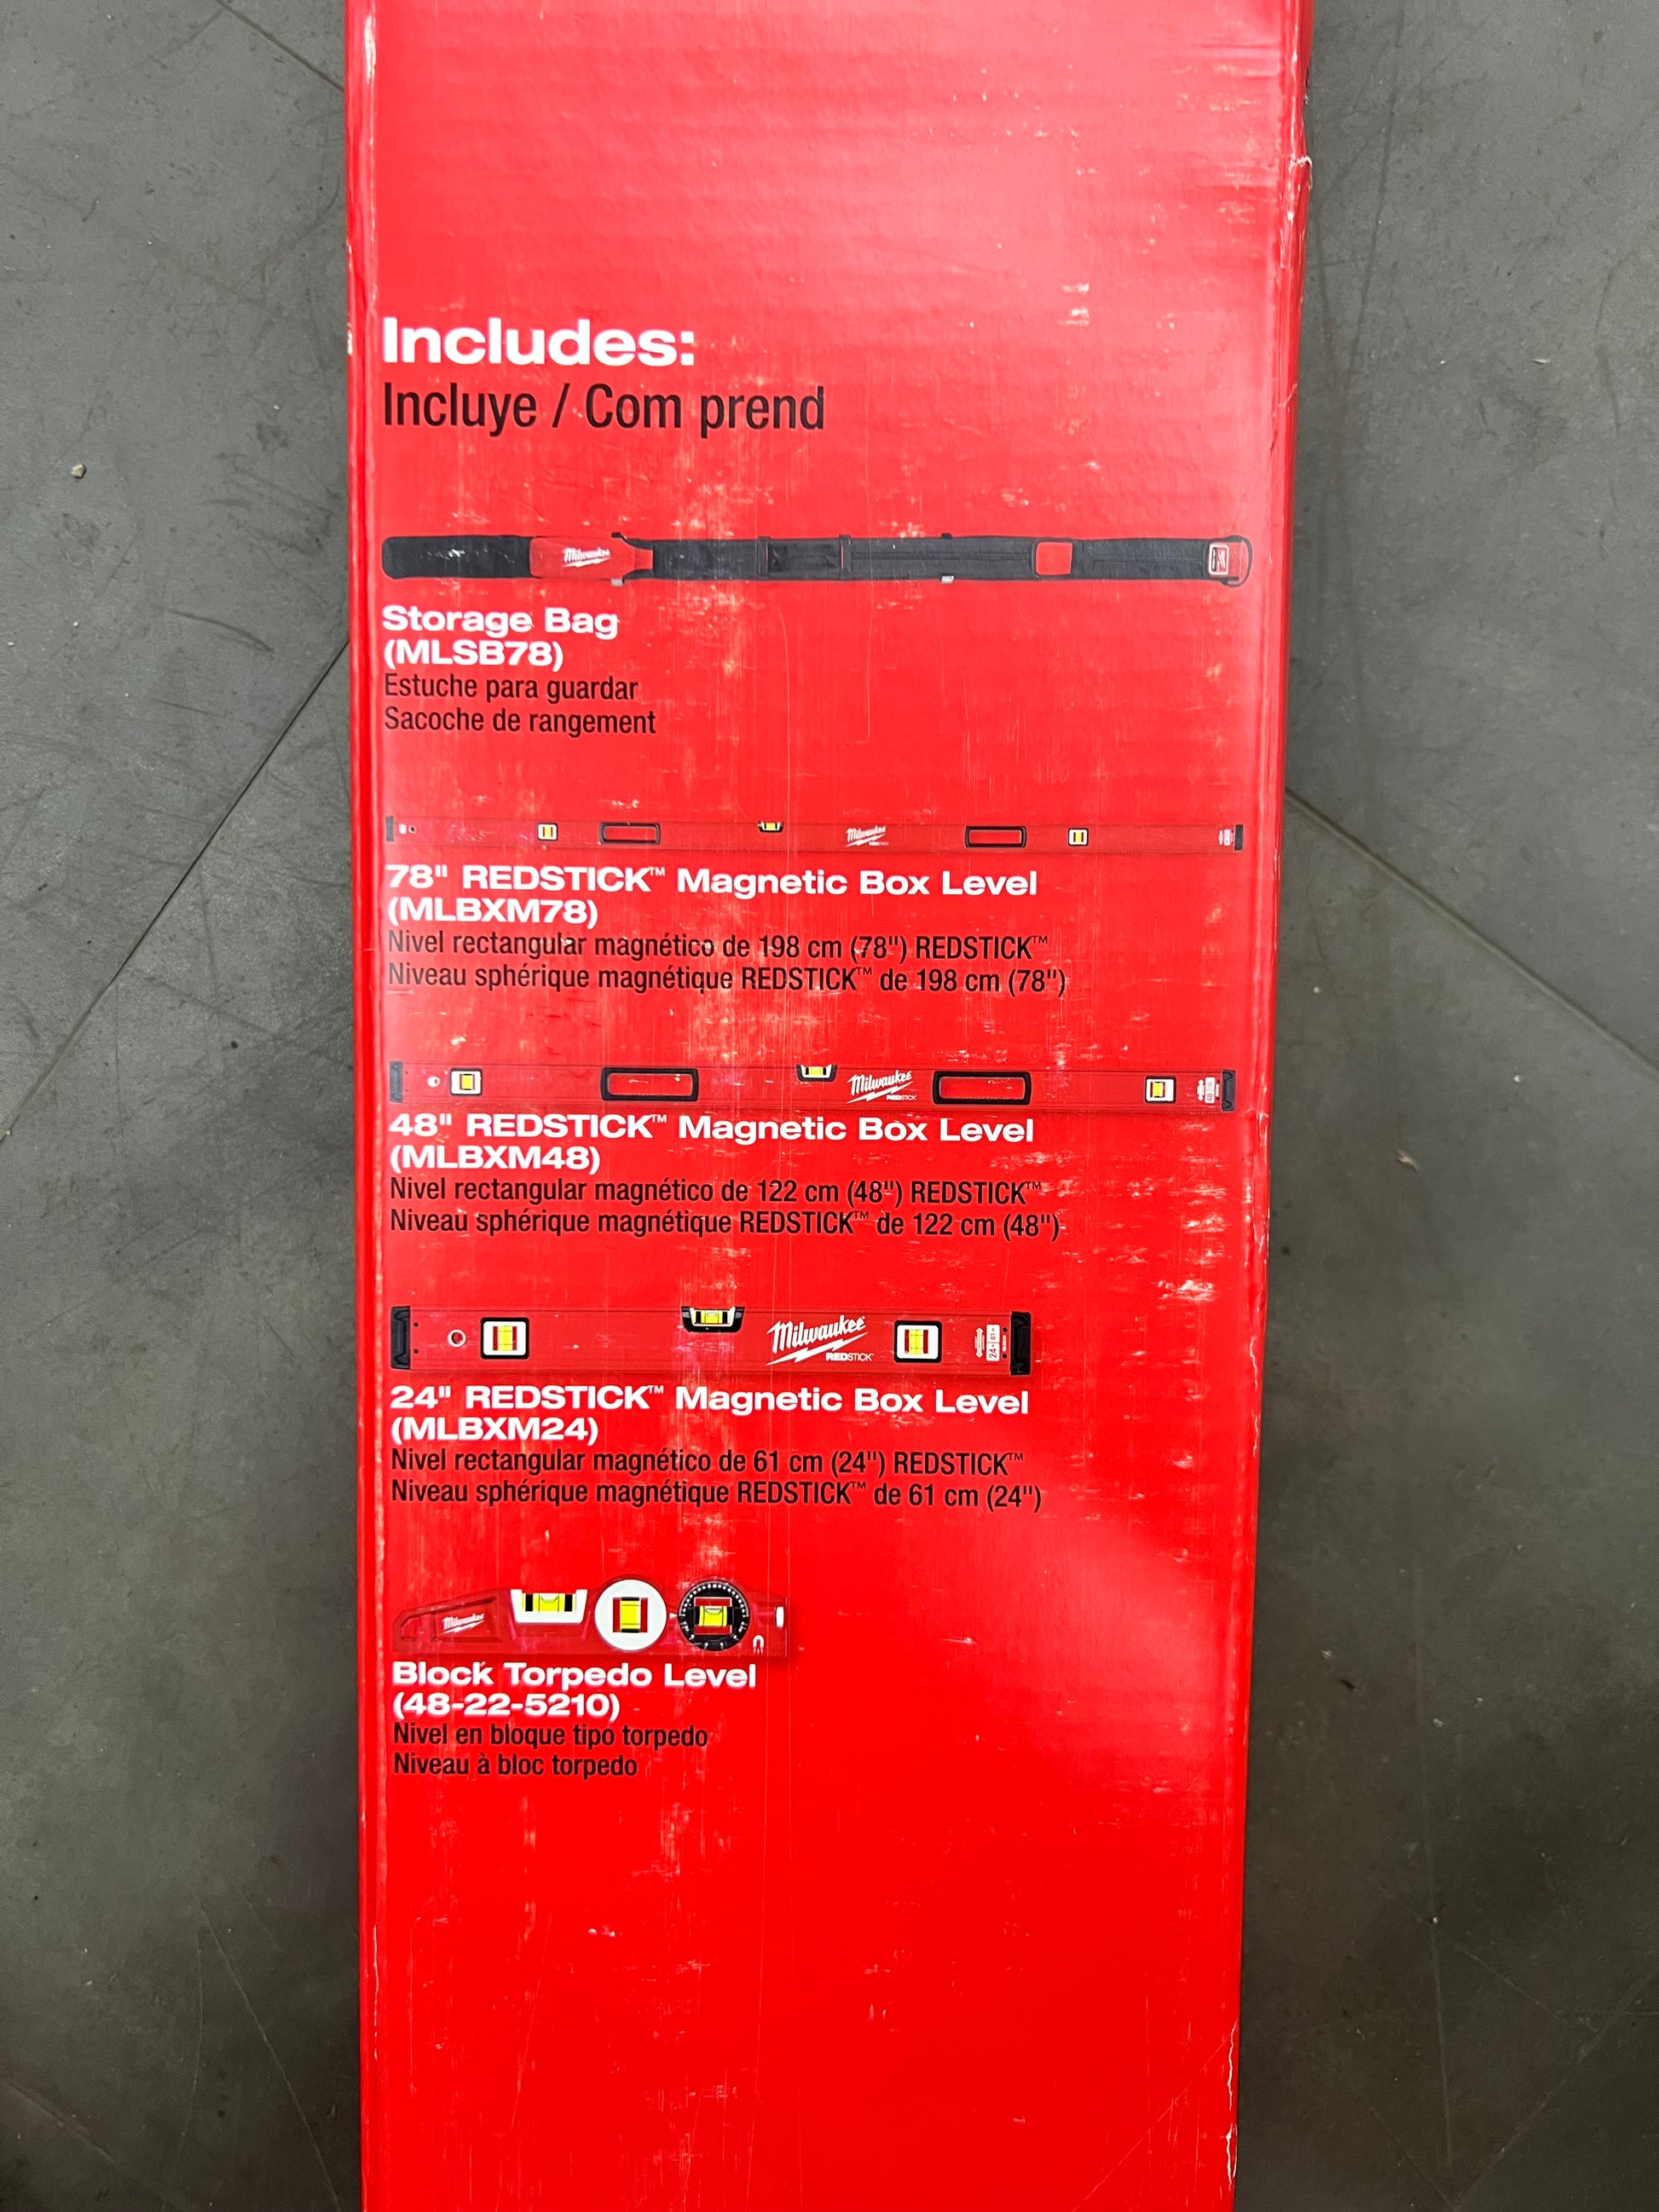 Includes:
Incluye / Com prend
Milwaukee
Storage Bag
(MLSB78)
Estuche para guardar
Sacoche de rangement
Milwaukee
78" REDSTICK™ Magnetic Box Level
(MLBXM78)
Nivel rectangular magnético de 198 cm (78") REDSTICK™
Niveau sphérique magnétique REDSTICK™ de 198 cm (78")
Milwaukee
REDSTICK
48" REDSTICK™ Magnetic Box Level
(MLBXM48)
Nivel rectangular magnético de 122 cm (48") REDSTICK™
Niveau sphérique magnétique REDSTICK™ de 122 cm (48")
Milwaukee
REDSTICK™
24" REDSTICK™ Magnetic Box Level
(MLBXM24)
Nivel rectangular magnético de 61 cm (24") REDSTICK™
Niveau sphérique magnétique REDSTICK™ de 61 cm (24")
Milwaukee
Block Torpedo Level
(48-22-5210)
Nivel en bloque tipo torpedo
Niveau à bloc torpedo